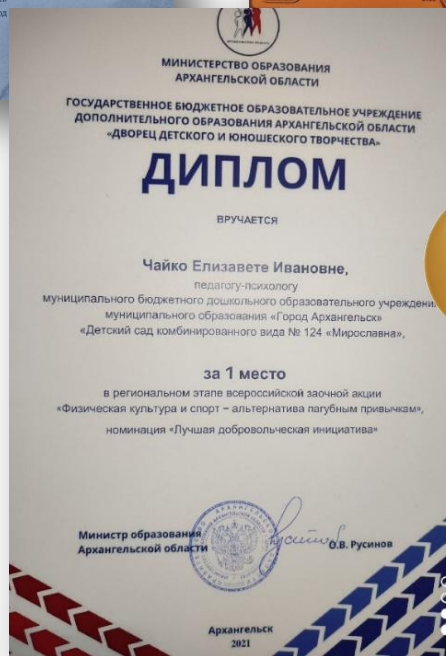 МИНИСТЕРСТВО ОБРАЗОВАНИЯ
АРХАНГЕЛЬСКОЙ ОБЛАСТИ
ГОСУДАРСТВЕННОЕ БЮДЖЕТНОЕ ОБРАЗОВАТЕЛЬНОЕ УЧРЕЖДЕНИЕ
ДОПОЛНИТЕЛЬНОГО ОБРАЗОВАНИЯ АРХАНГЕЛЬСКОЙ ОБЛАСТИ
«ДВОРЕЦ ДЕТСКОГО И ЮНОШЕСКОГО ТВОРЧЕСТВА»
ДИПЛОМ
ВРУЧАЕТСЯ
Чайко Елизавете Ивановне,
педагогу-психологу
муниципального бюджетного дошкольного образовательного учреждени
муниципального образования «Город Архангельск»
«Детский сад комбинированного вида № 124 «Мирославна»,
за 1 место
в региональном этапе всероссийской заочной акции
«Физическая культура и спорт – альтернатива пагубным привычкам»,
номинация «Лучшая добровольческая инициатива»
Министр образования
Архангельской области
О.В. Русинов
Архангельск
2021